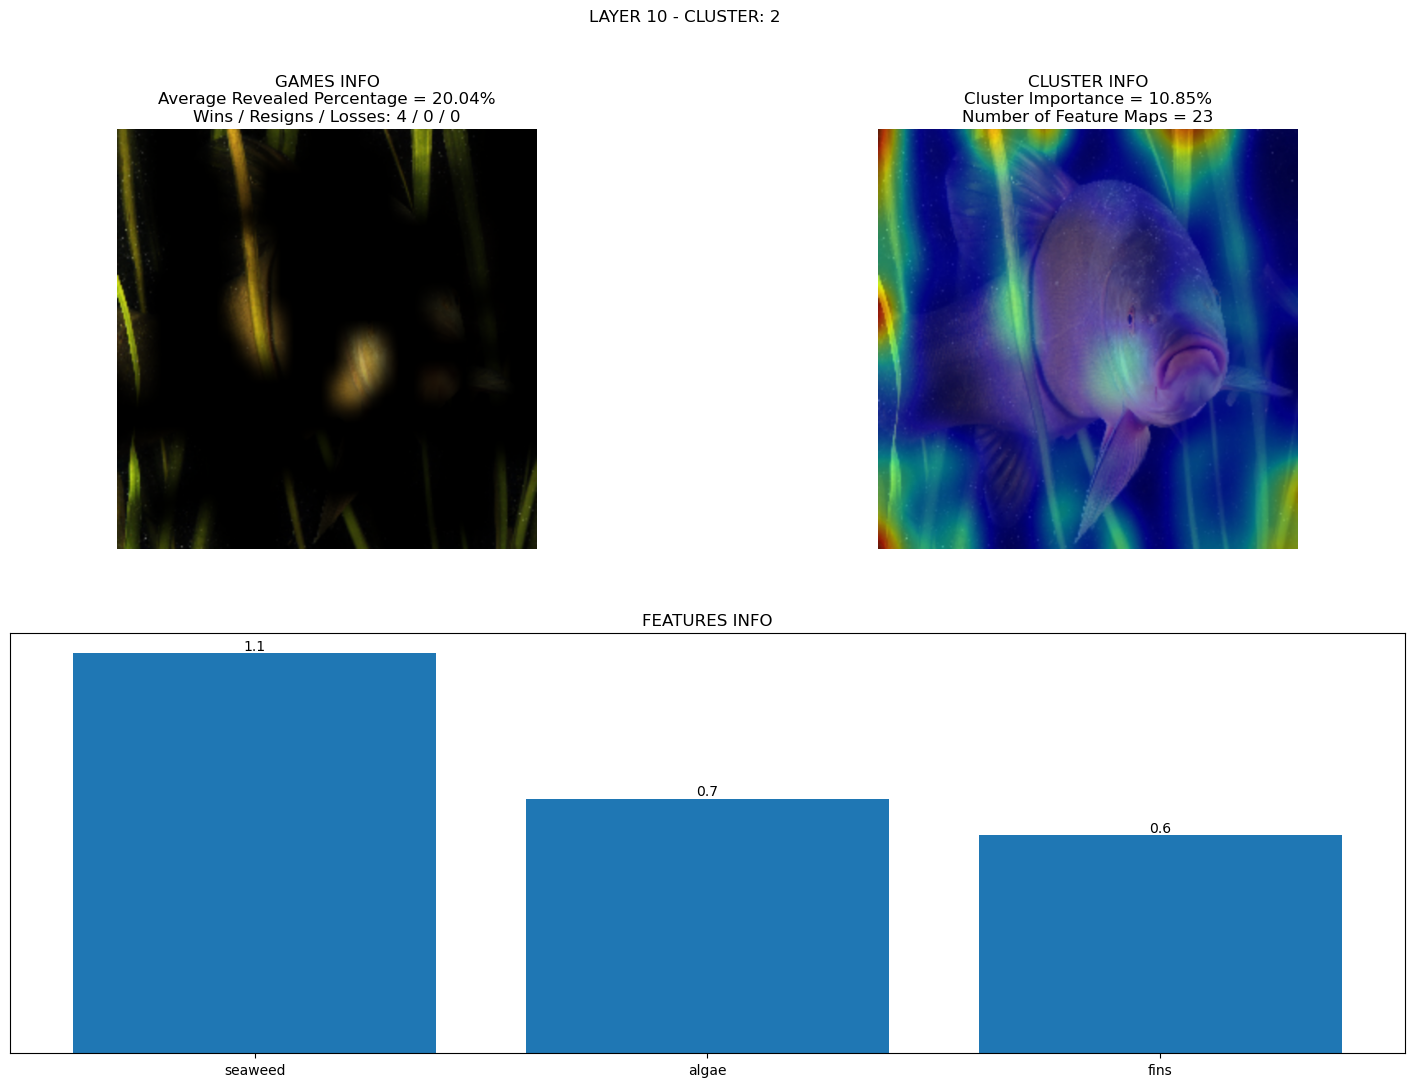 LAYER 10 - CLUSTER: 2
GAMES INFO
Average Revealed Percentage = 20.04%
Wins / Resigns / Losses: 4 / 0 / 0
CLUSTER INFO
Cluster Importance = 10.85%
Number of Feature Maps = 23
FEATURES INFO
1.1
0.7
0.6
seaweed
algae
fins